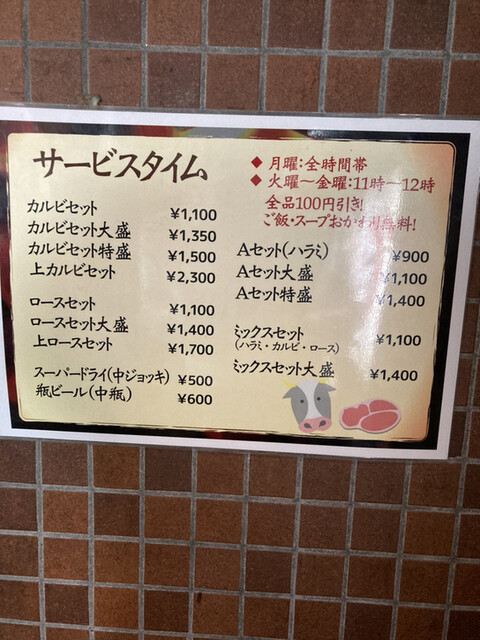 サービスタイム
◆ 月曜:全時間帯
◆ 火曜〜金曜:11時〜12時
全品100円引き!
ご飯・スープおかわり無料!
カルビセット ¥1,100
カルビセット大盛 ¥1,350
カルビセット特盛 ¥1,500
上カルビセット ¥2,300
ロースセット ¥1,100
ロースセット大盛 ¥1,400
上ロースセット ¥1,700
スーパードライ(中ジョッキ) ¥500
瓶ビール(中瓶) ¥600
Aセット(ハラミ) ¥900
Aセット大盛 ¥1,100
Aセット特盛 ¥1,400
ミックスセット ¥1,100
(ハラミ・カルビ・ロース)
ミックスセット大盛 ¥1,400